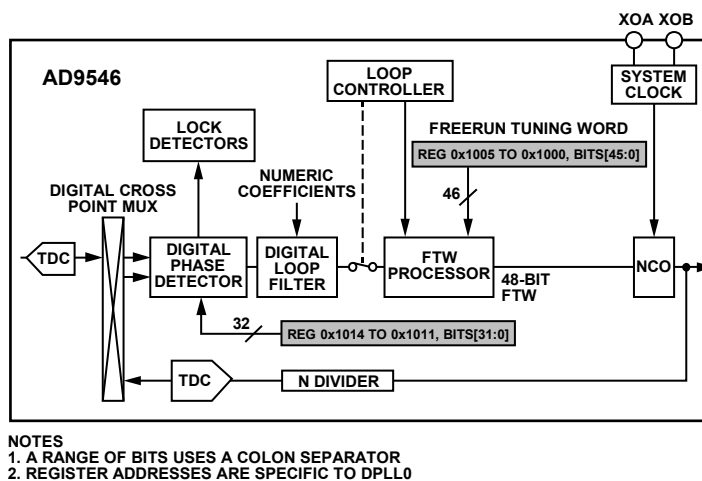 XOA XOB
AD9546
LOOP
CONTROLLER
SYSTEM
CLOCK
LOCK
DETECTORS
FREERUN TUNING WORD
REG 0x1005 TO 0x1000, BITS[45:0]
NUMERIC
COEFFICIENTS
46
DIGITAL CROSS
POINT MUX
TDC
DIGITAL
PHASE
DETECTOR
DIGITAL
LOOP
FILTER
FTW
PROCESSOR
48-BIT
FTW
NCO
32
REG 0x1014 TO 0x1011, BITS[31:0]
TDC
N DIVIDER
NOTES
1. A RANGE OF BITS USES A COLON SEPARATOR
2. REGISTER ADDRESSES ARE SPECIFIC TO DPLL0